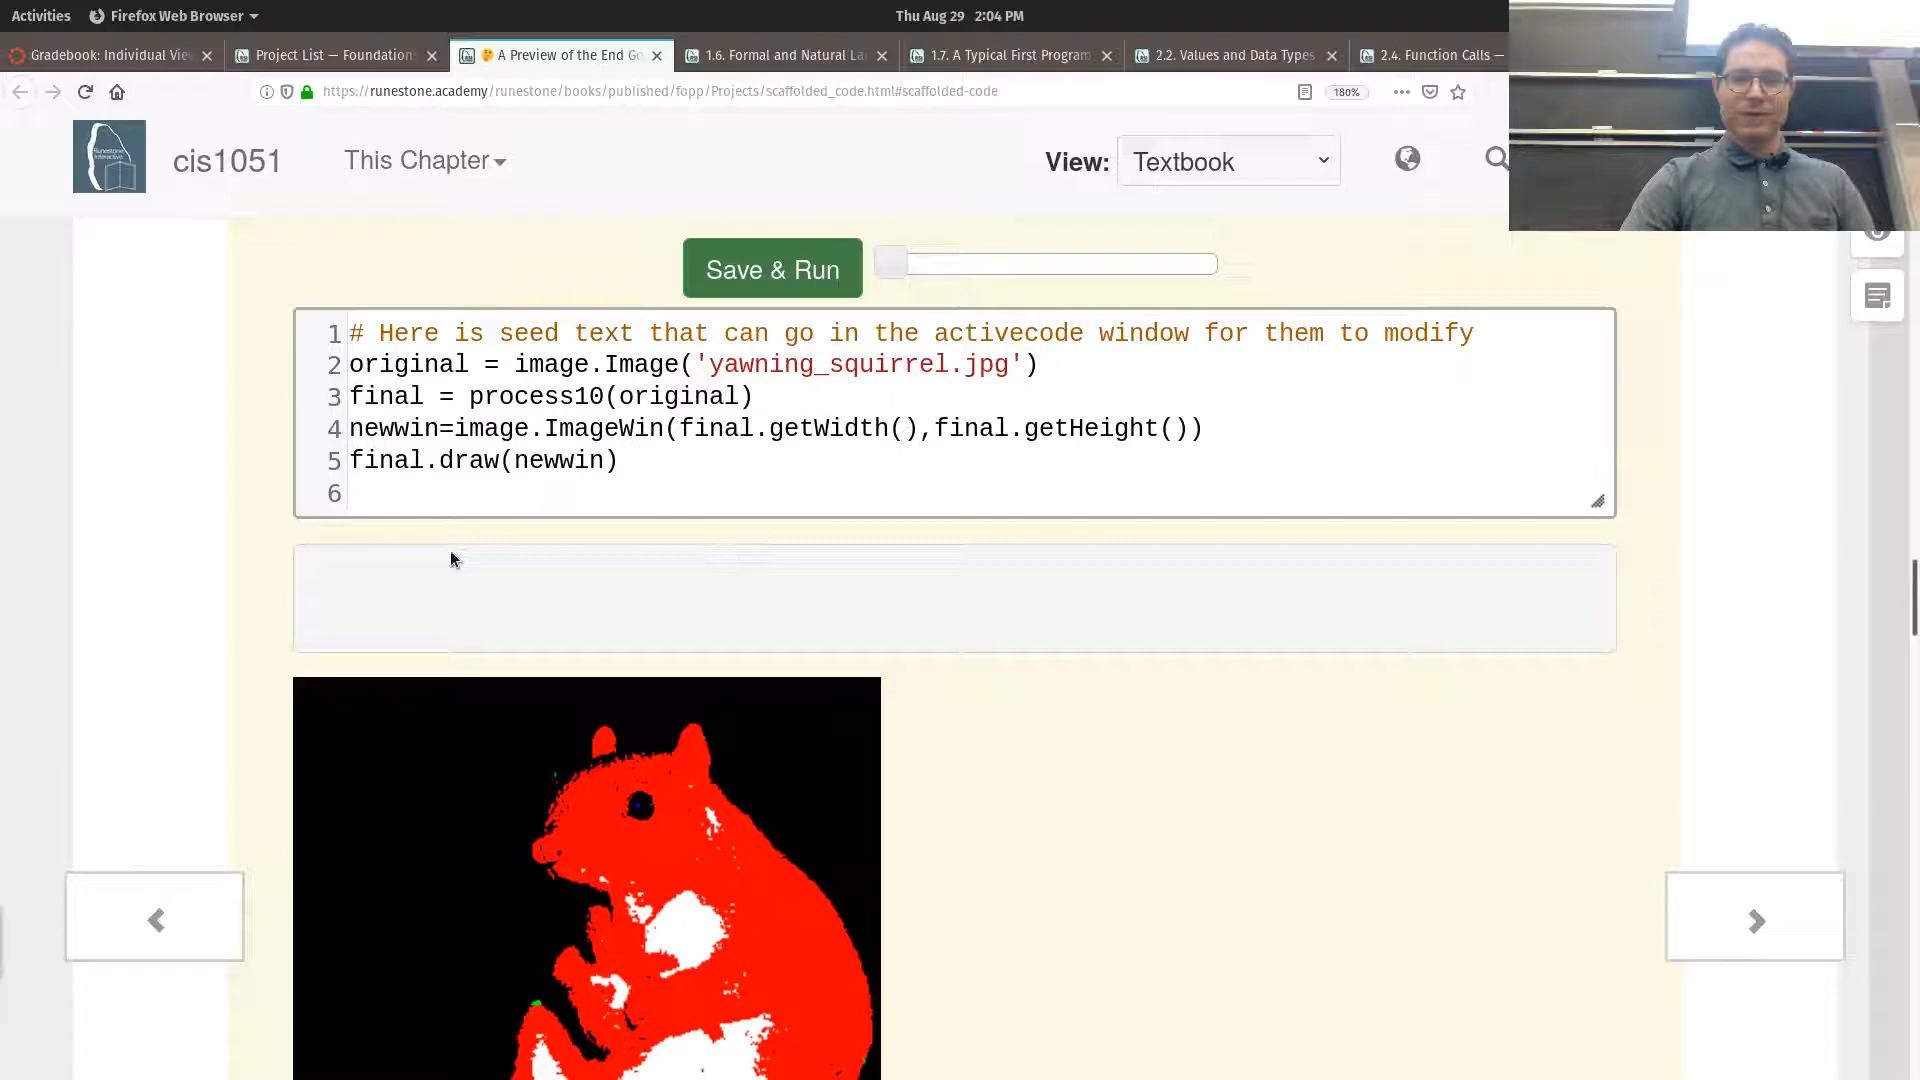 Activities Firefox Web Browser Thu Aug 29 2:04 PM
Gradebook: Individual Vie Project List — Foundation 🤔 A Preview of the End Go 1.6. Formal and Natural La 1.7. A Typical First Program 2.2. Values and Data Types 2.4. Function Calls —
https://runestone.academy/runestone/books/published/fopp/Projects/scaffolded_code.html#scaffolded-code 180%
cis1051 This Chapter View: Textbook
Save & Run
1 # Here is seed text that can go in the activecode window for them to modify
2 original = image.Image('yawning_squirrel.jpg')
3 final = process10(original)
4 newwin=image.ImageWin(final.getWidth(),final.getHeight())
5 final.draw(newwin)
6